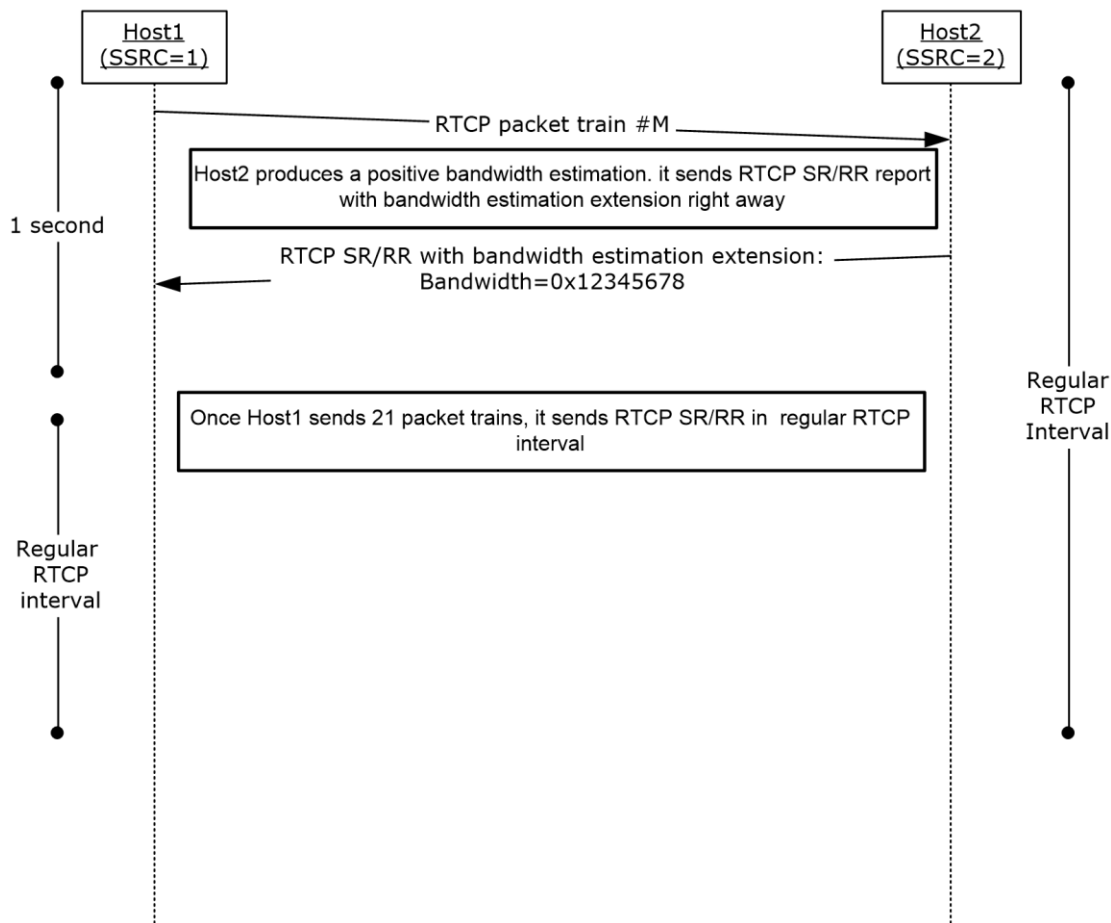 Host1
(SSRC=1)
Host2
(SSRC=2)
RTCP packet train #M
Host2 produces a positive bandwidth estimation. it sends RTCP SR/RR report
with bandwidth estimation extension right away
1 second
RTCP SR/RR with bandwidth estimation extension:
Bandwidth=0x12345678
Regular
RTCP
Interval
Once Host1 sends 21 packet trains, it sends RTCP SR/RR in regular RTCP
interval
Regular
RTCP
interval